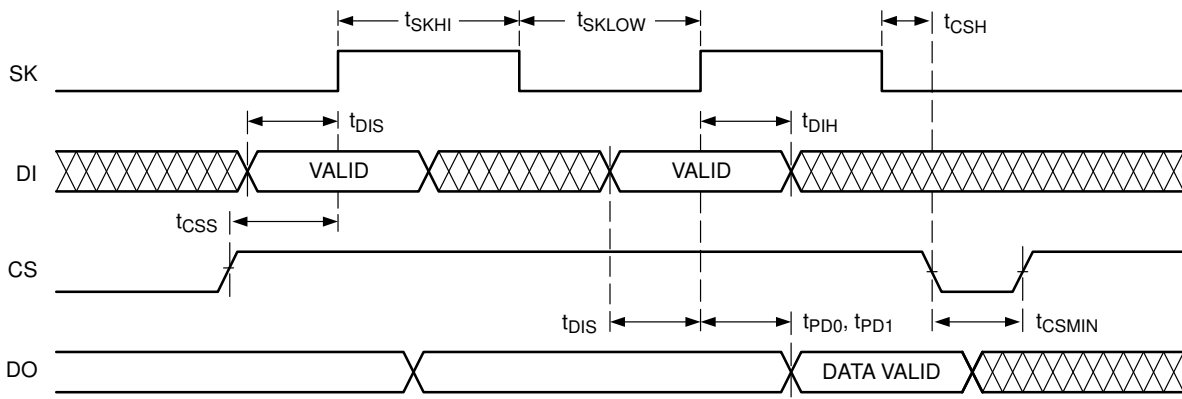 tSKHI
tSKLOW
tCSH
SK
tDIS
tDIH
DI
VALID
VALID
tCSS
CS
tDIS
tPD0, tPD1
tCSMIN
DO
DATA VALID